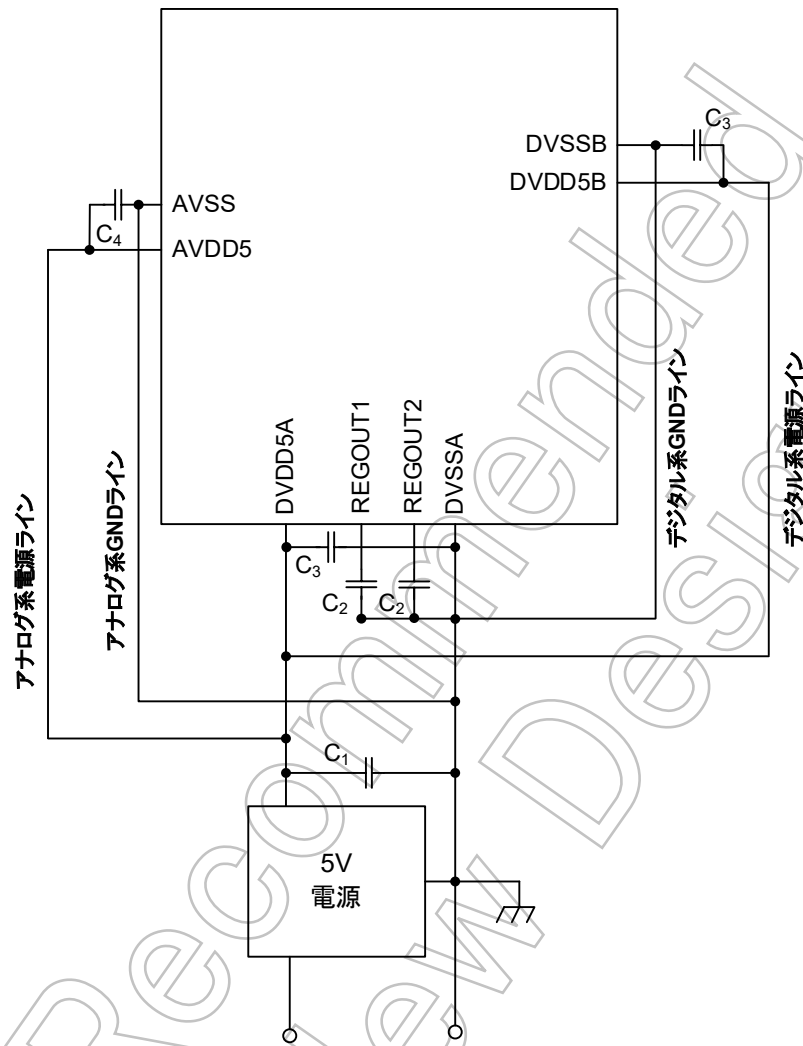 C3
DVSSB
DVDD5B
AVSS
C4
AVDD5
DVDD5A
REGOUT1
REGOUT2
DVSSA
アナログ系電源ライン
アナログ系GNDライン
デジタル系GNDライン
デジタル系電源ライン
C3
C2
C2
C1
5V
電源
Recommended
New Design